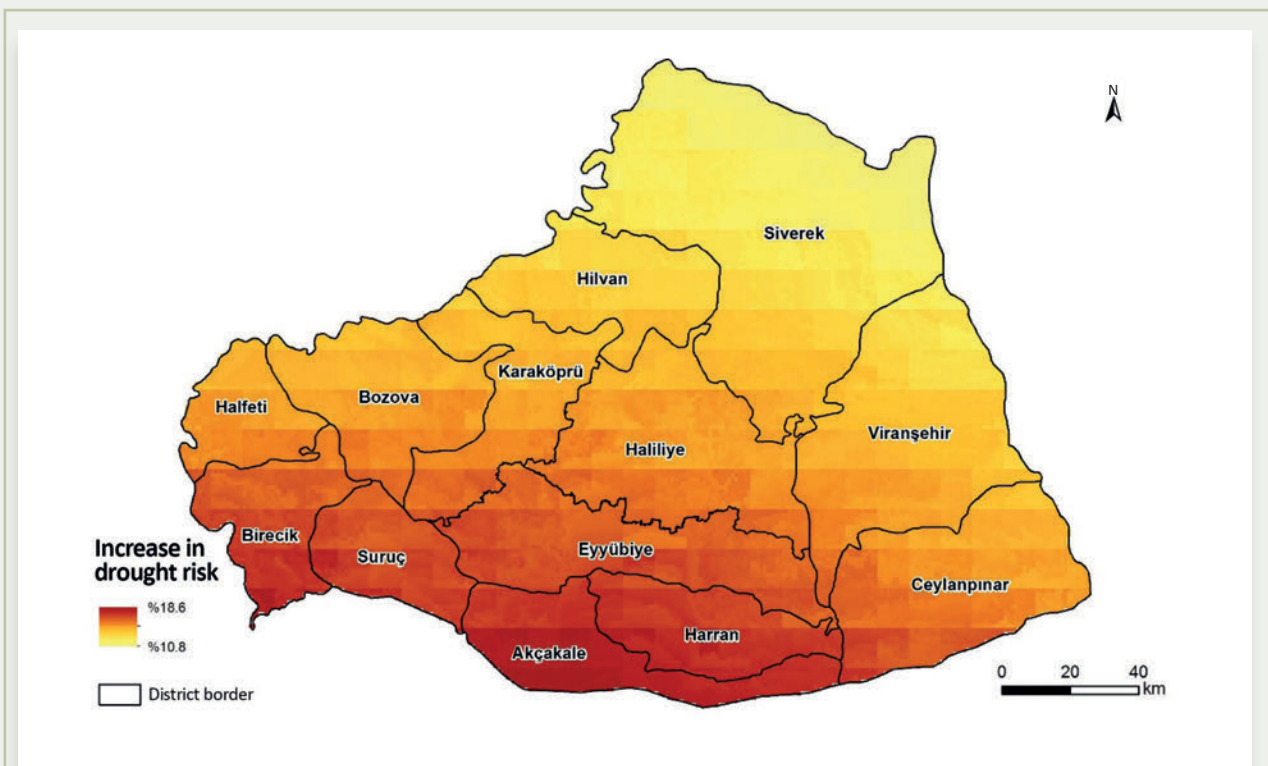 N
Siverek
Hilvan
Karaköprü
Bozova
Halfeti
Viranşehir
Haliliye
Birecik
Suruç
Eyyübiye
Ceylanpınar
Harran
Akçakale
Increase in
drought risk
%18.6
%10.8
District border
0 20 40
km